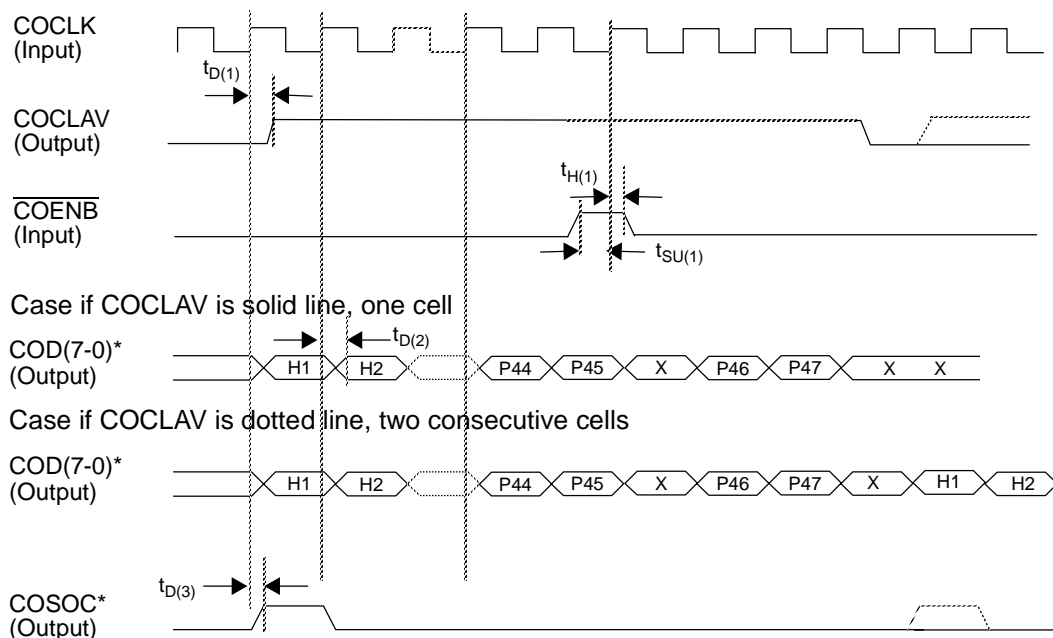 COCLK
(Input)
tD(1)
COCLAV
(Output)
tH(1)
COENB
(Input)
tSU(1)
Case if COCLAV is solid line, one cell
tD(2)
COD(7-0)*
(Output)
H1 H2 P44 P45 X P46 P47 X X
Case if COCLAV is dotted line, two consecutive cells
COD(7-0)*
(Output)
H1 H2 P44 P45 X P46 P47 X H1 H2
tD(3)
COSOC*
(Output)